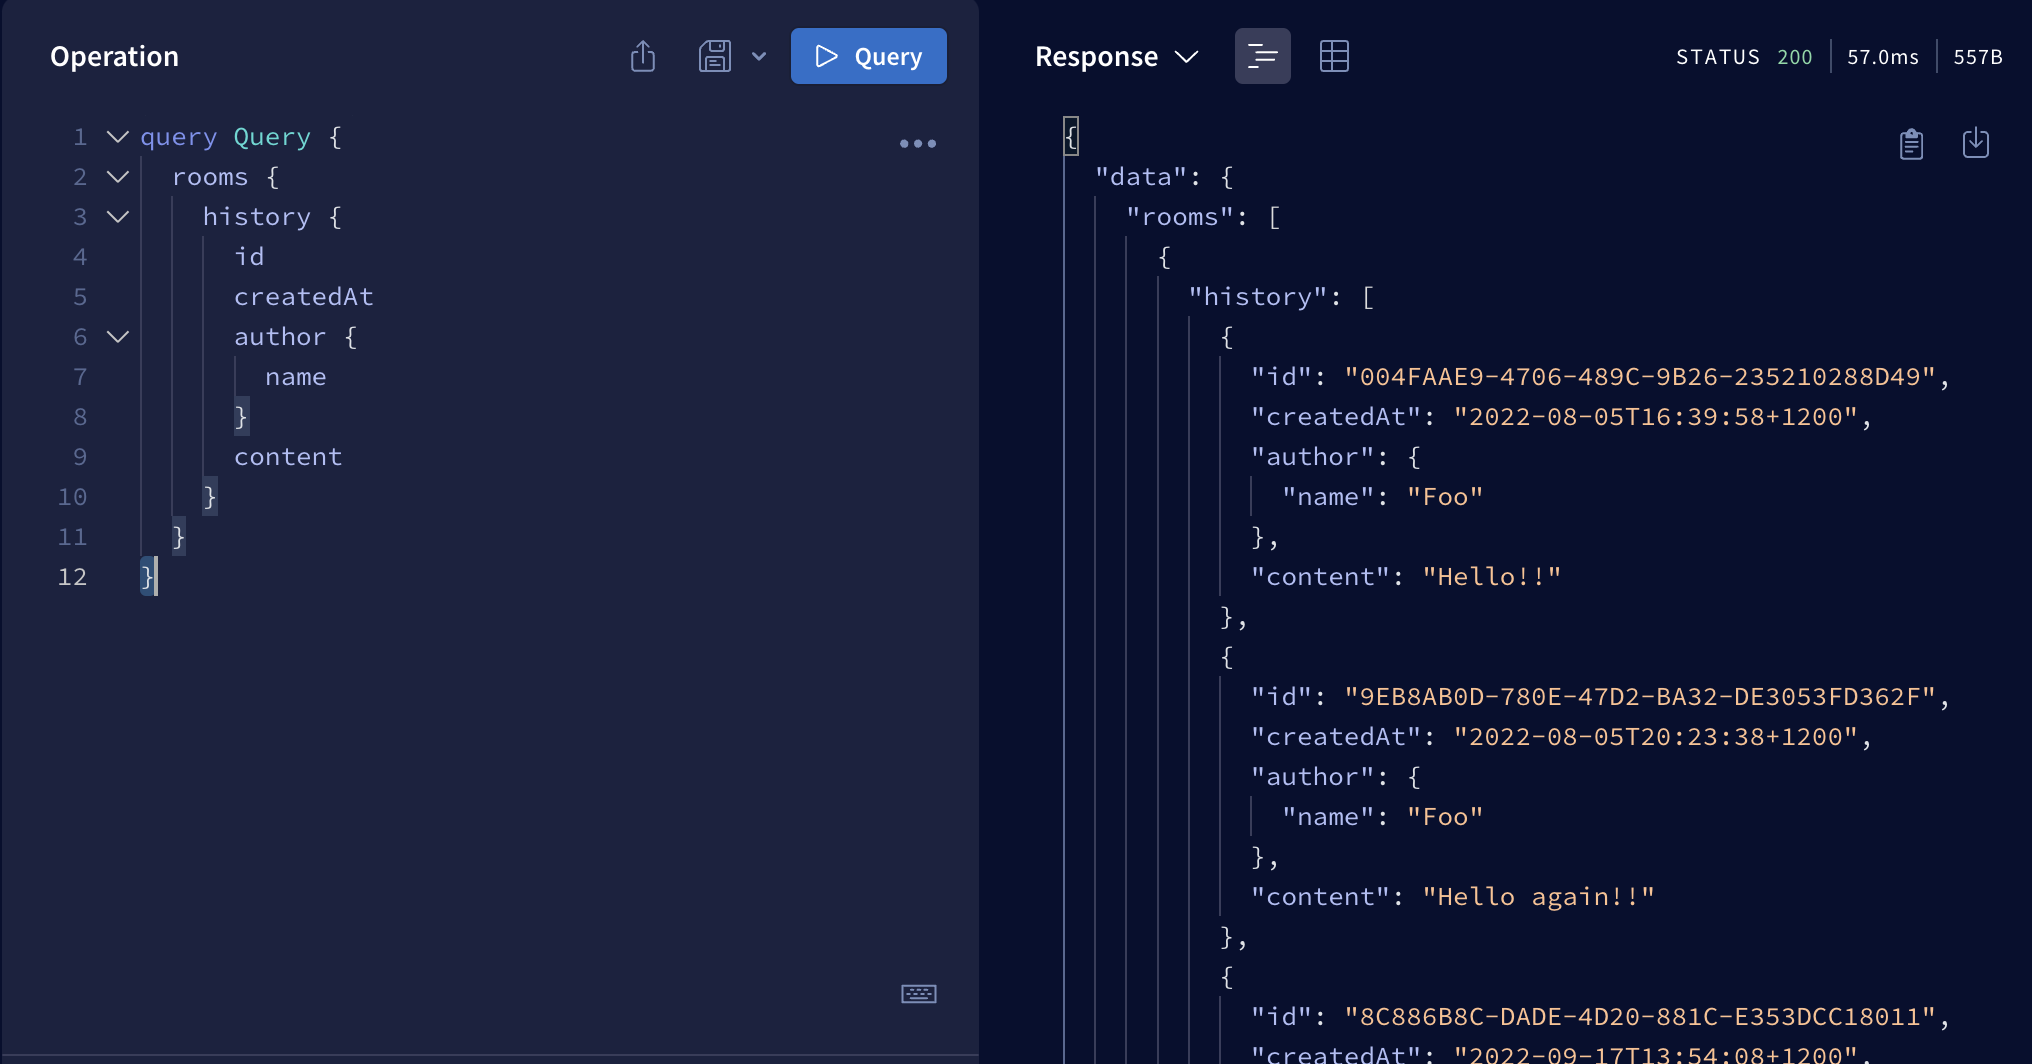 Operation
Query
1 query Query {
2 rooms {
3 history {
4 id
5 createdAt
6 author {
7 name
8 }
9 content
10 }
11 }
12 }
Response
STATUS 200 57.0ms 557B
{
"data": {
"rooms": [
{
"history": [
{
"id": "004FAAE9-4706-489C-9B26-235210288D49",
"createdAt": "2022-08-05T16:39:58+1200",
"author": {
"name": "Foo"
},
"content": "Hello!!"
},
{
"id": "9EB8AB0D-780E-47D2-BA32-DE3053FD362F",
"createdAt": "2022-08-05T20:23:38+1200",
"author": {
"name": "Foo"
},
"content": "Hello again!!"
},
{
"id": "8C886B8C-DADE-4D20-881C-E353DCC18011",
"createdAt": "2022-09-17T13:54:08+1200",